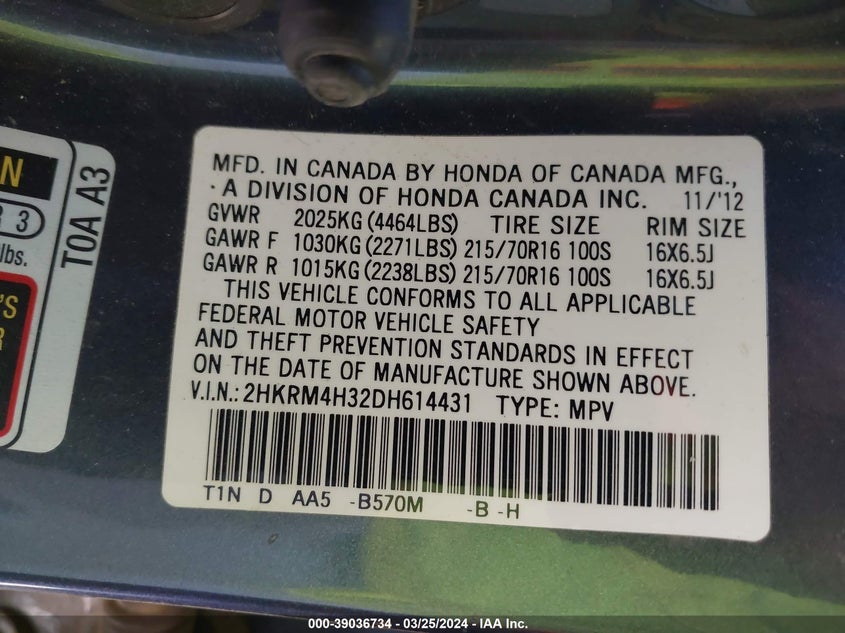 N
3
lbs.
'S
R
TOA A3
MFD. IN CANADA BY HONDA OF CANADA MFG.,
A DIVISION OF HONDA CANADA INC. 11/'12
GVWR 2025KG (4464LBS) TIRE SIZE RIM SIZE
GAWR F 1030KG (2271LBS) 215/70R16 100S 16X6.5J
GAWR R 1015KG (2238LBS) 215/70R16 100S 16X6.5J
THIS VEHICLE CONFORMS TO ALL APPLICABLE
FEDERAL MOTOR VEHICLE SAFETY
AND THEFT PREVENTION STANDARDS IN EFFECT
ON THE DATE OF MANUFACTURE SHOWN ABOVE.
V.I.N.: 2HKRM4H32DH614431 TYPE: MPV
T1N D AA5 -B570M -B -H
000-39036734 — 03/25/2024 — IAA Inc.